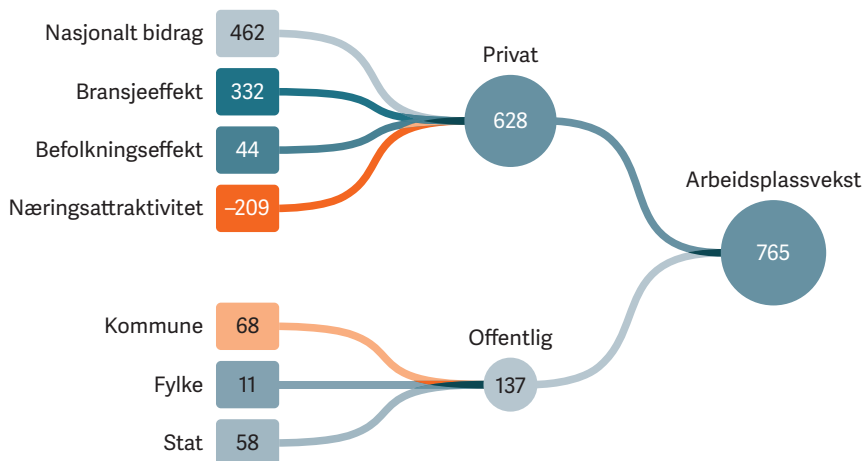 Nasjonalt bidrag 462
Bransjeeffekt 332
Befolkningseffekt 44
Næringsattraktivitet –209
Privat
628
Kommune 68
Fylke 11
Stat 58
Offentlig
137
Arbeidsplassvekst
765